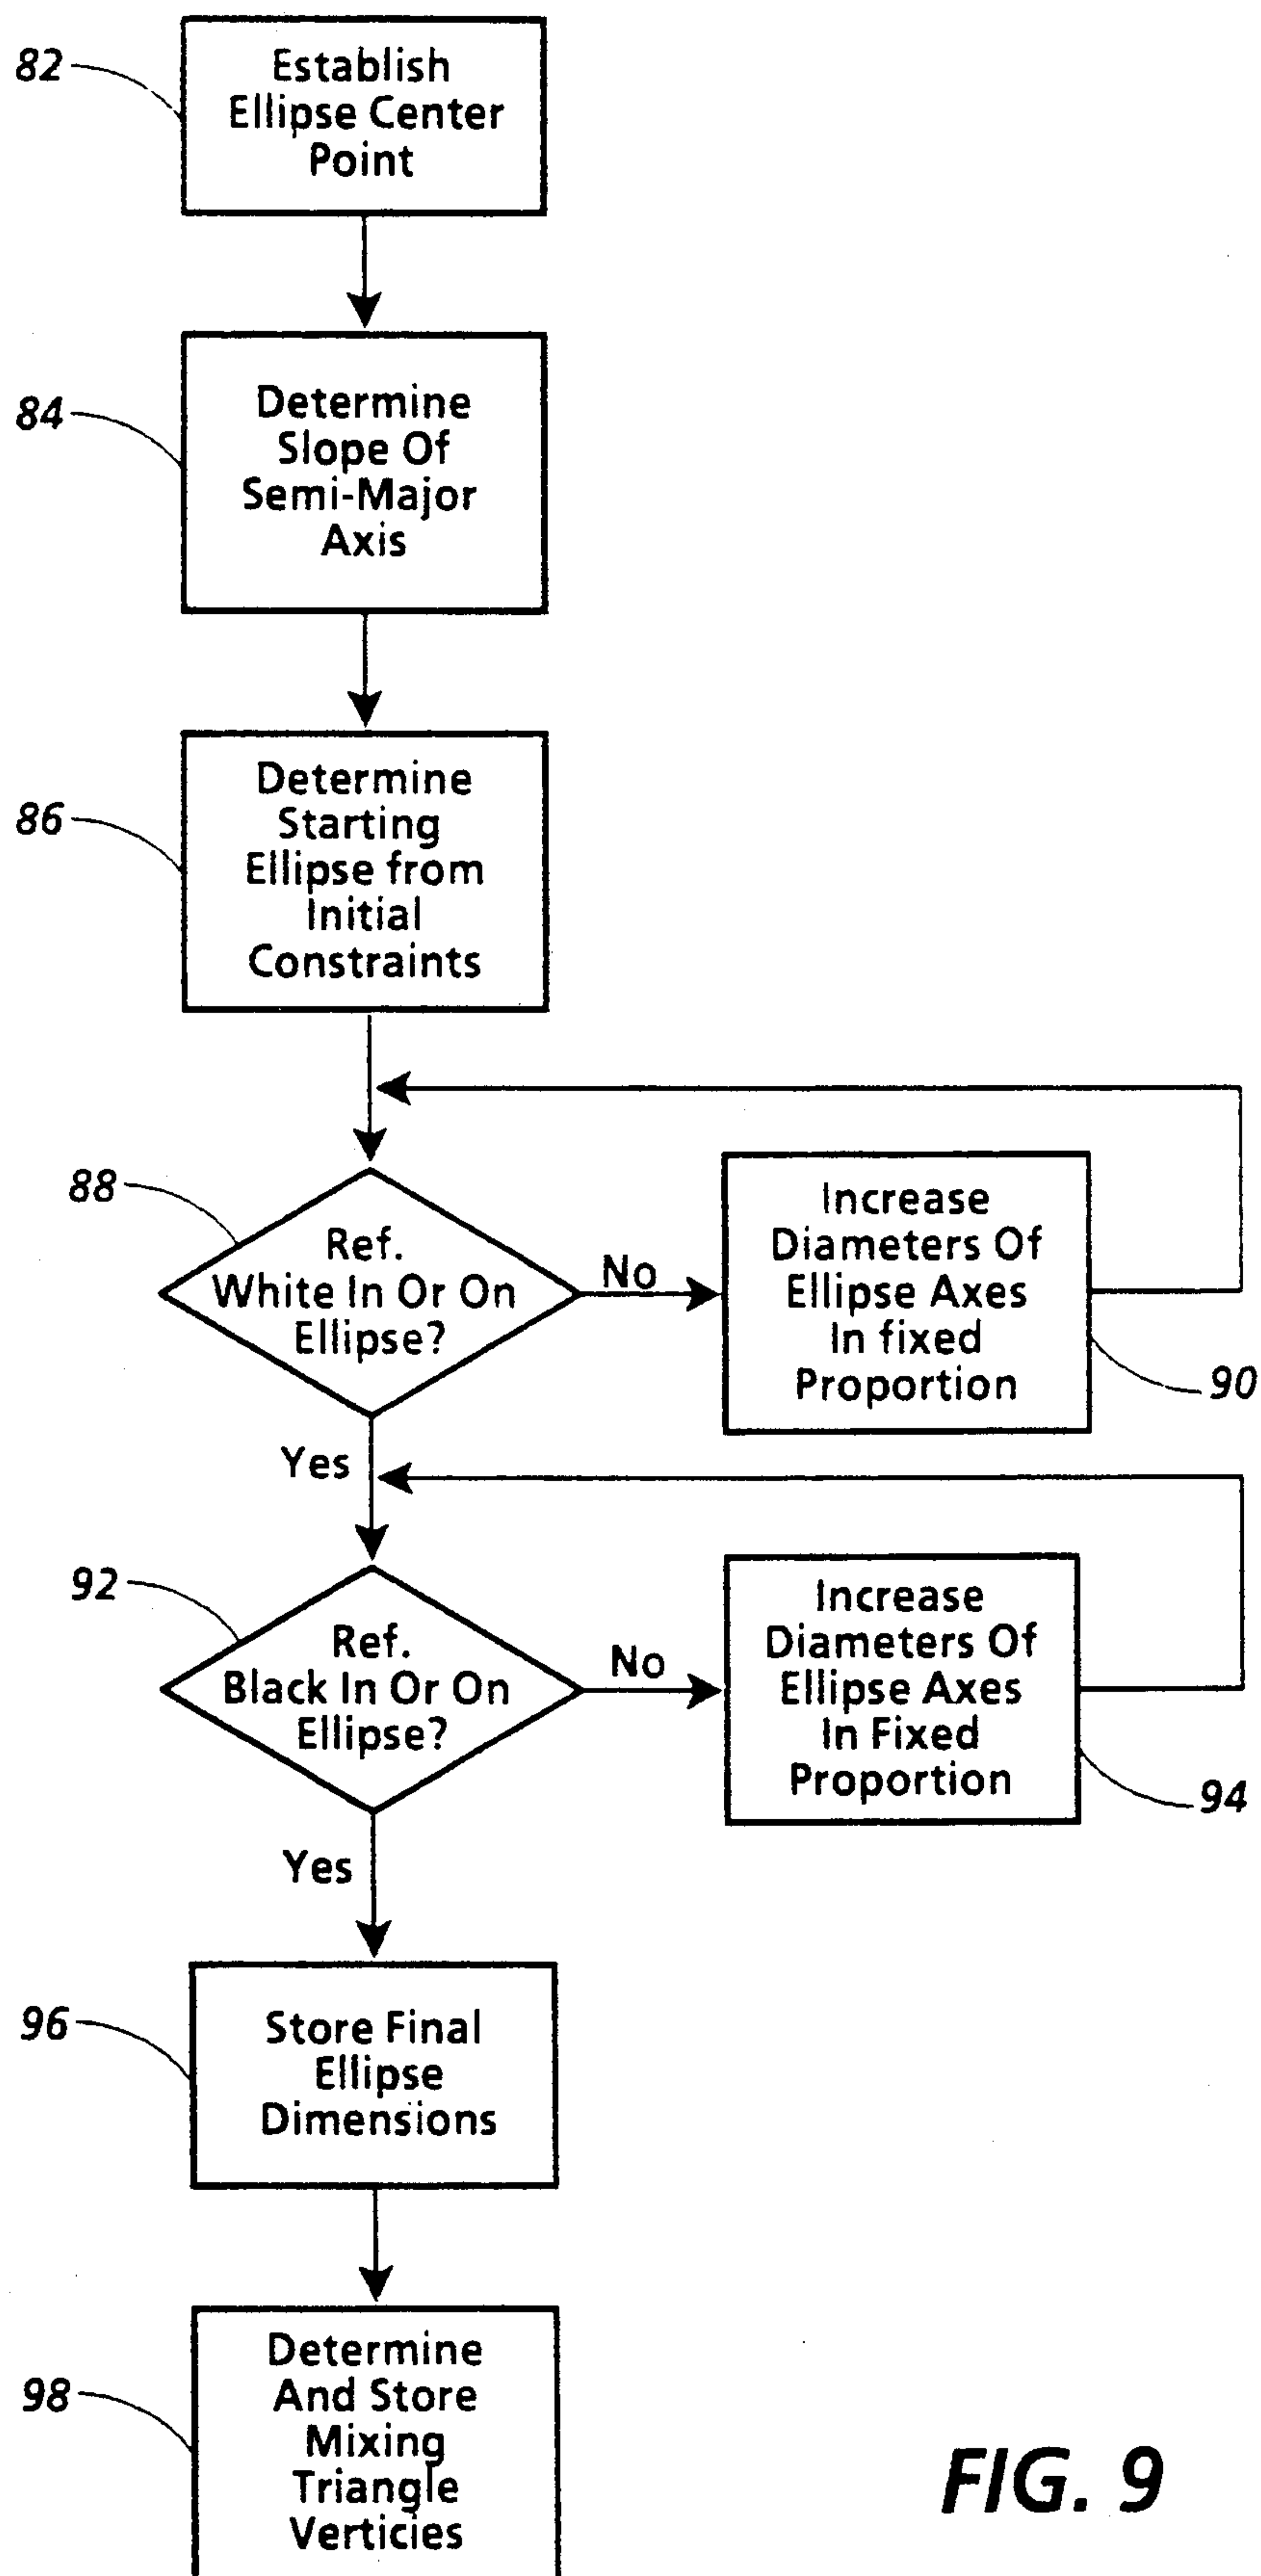 82
Establish
Ellipse Center
Point
84
Determine
Slope Of
Semi-Major
Axis
86
Determine
Starting
Ellipse from
Initial
Constraints
88
Ref.
White In Or On
Ellipse?
No
Increase
Diameters Of
Ellipse Axes
In fixed
Proportion
90
Yes
92
Ref.
Black In Or On
Ellipse?
No
Increase
Diameters Of
Ellipse Axes
In Fixed
Proportion
94
Yes
96
Store Final
Ellipse
Dimensions
98
Determine
And Store
Mixing
Triangle
Verticies
FIG. 9